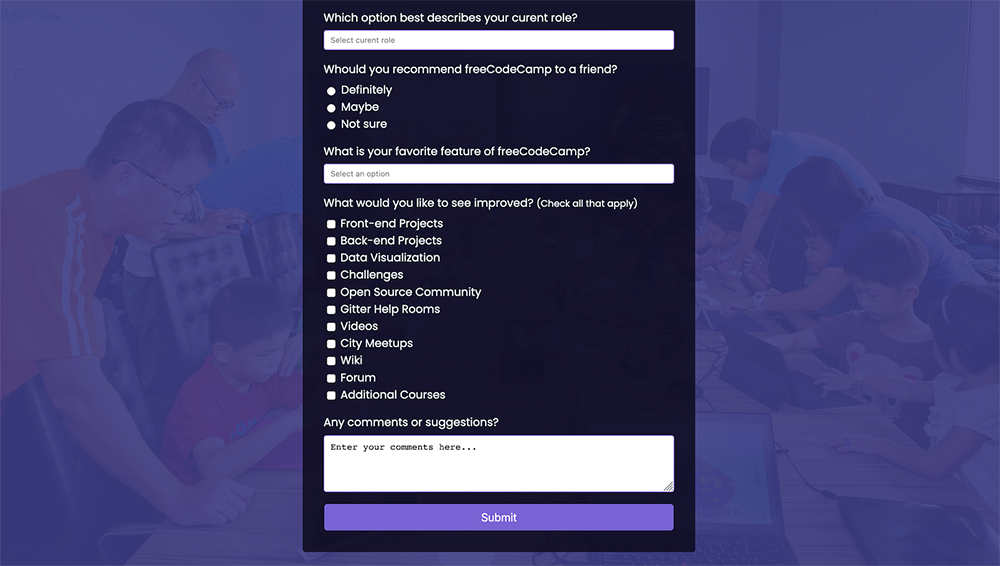 Which option best describes your curent role?
Select curent role
Whould you recommend freeCodeCamp to a friend?
Definitely
Maybe
Not sure
What is your favorite feature of freeCodeCamp?
Select an option
What would you like to see improved? (Check all that apply)
Front-end Projects
Back-end Projects
Data Visualization
Challenges
Open Source Community
Gitter Help Rooms
Videos
City Meetups
Wiki
Forum
Additional Courses
Any comments or suggestions?
Enter your comments here...
Submit